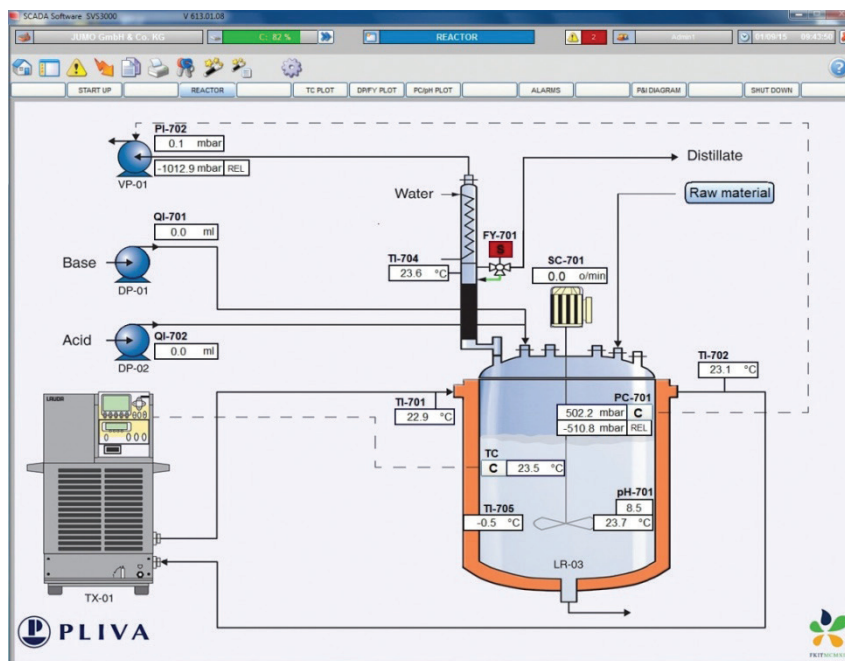 SCADA Software SVS3000 V 613.01.08
JUMO GmbH & Co. KG C: 82 % REACTOR 2 Admin1 01/09/15 09:43:50
START UP REACTOR TC PLOT DP/FY PLOT PC/pH PLOT ALARMS P&I DIAGRAM SHUT DOWN
PI-702
0.1 mbar
-1012.9 mbar REL
VP-01
Distillate
Water
Raw material
QI-701
0.0 ml
FY-701
S
SC-701
0.0 o/min
TI-704
23.6 °C
Base
DP-01
QI-702
Acid
0.0 ml
DP-02
TI-702
23.1 °C
LAUDA
TI-701
22.9 °C
PC-701
502.2 mbar C
-510.8 mbar REL
TC
C 23.5 °C
pH-701
8.5
23.7 °C
TI-705
-0.5 °C
LR-03
TX-01
PLIVA